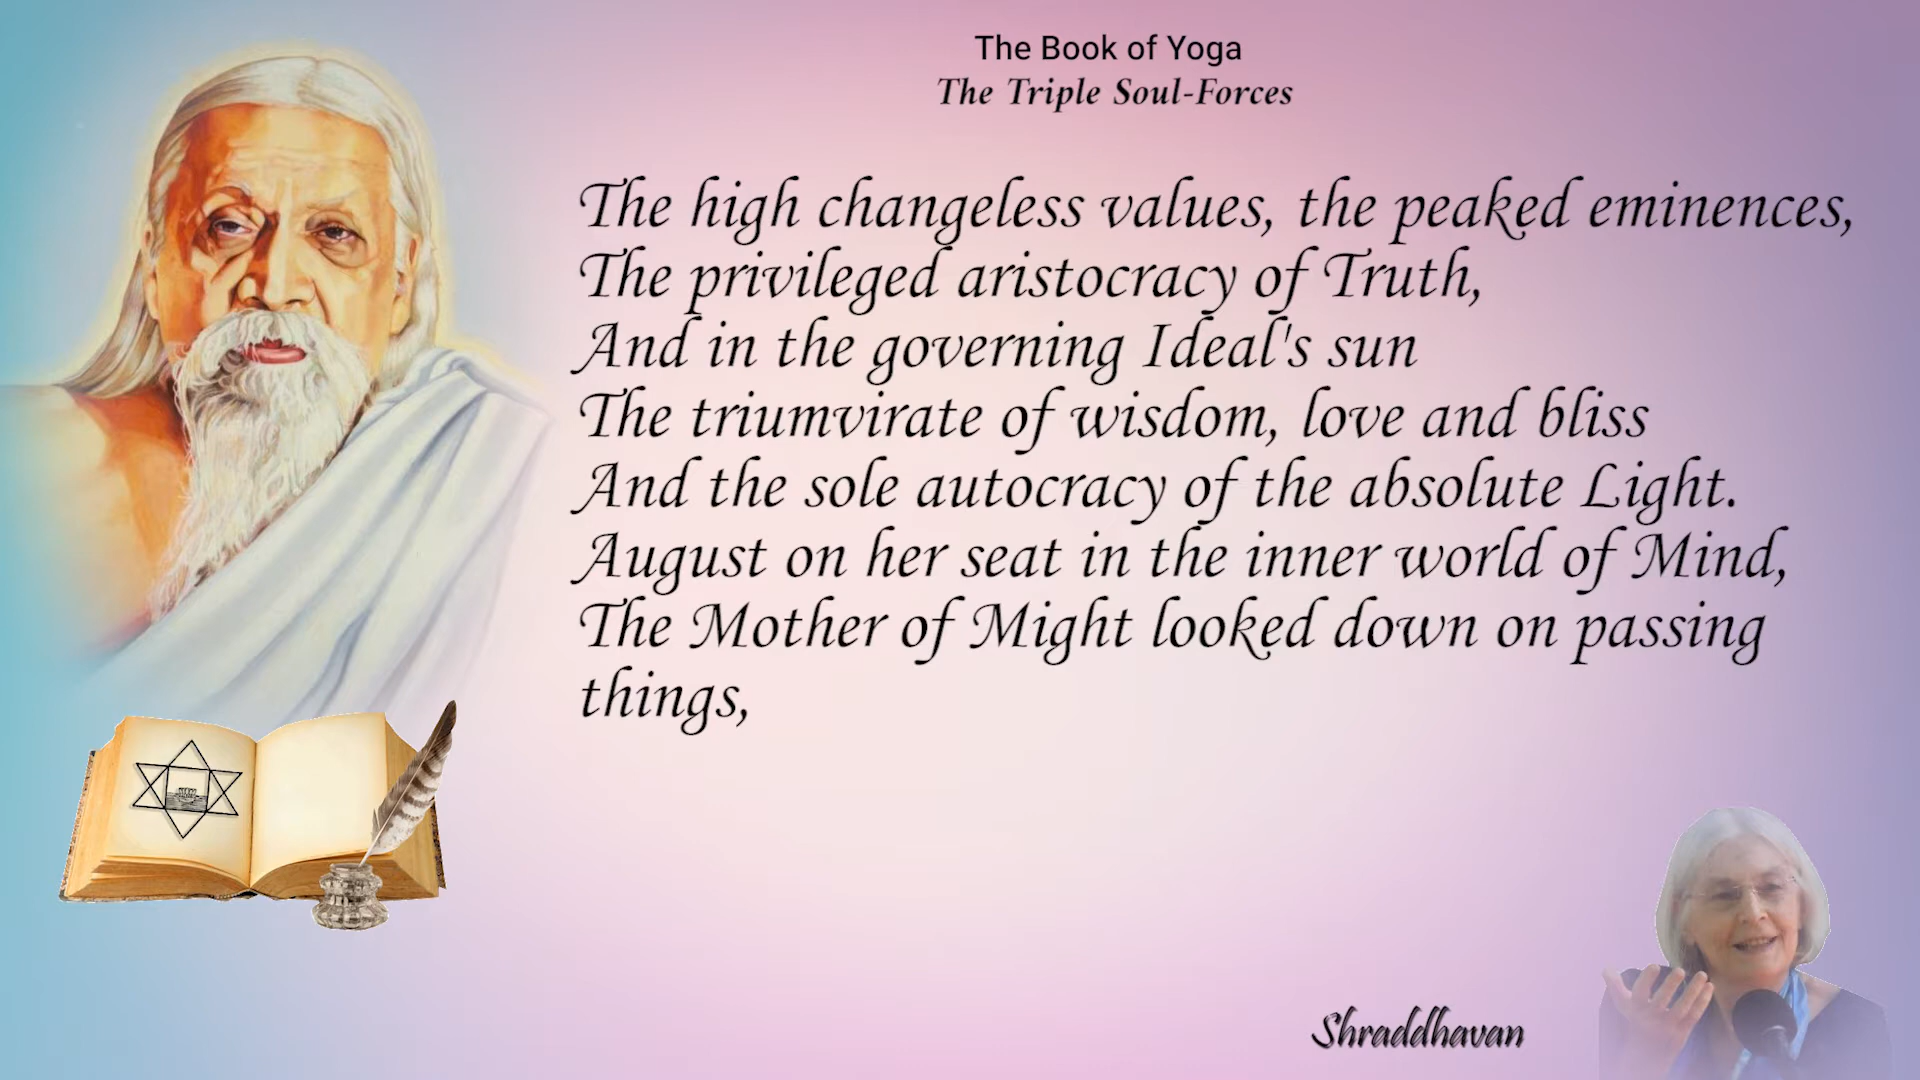 The Book of Yoga
The Triple Soul-Forces
The high changeless values, the peaked eminences,
The privileged aristocracy of Truth,
And in the governing Ideal's sun
The triumvirate of wisdom, love and bliss
And the sole autocracy of the absolute Light.
August on her seat in the inner world of Mind,
The Mother of Might looked down on passing
things,
Shraddhavan